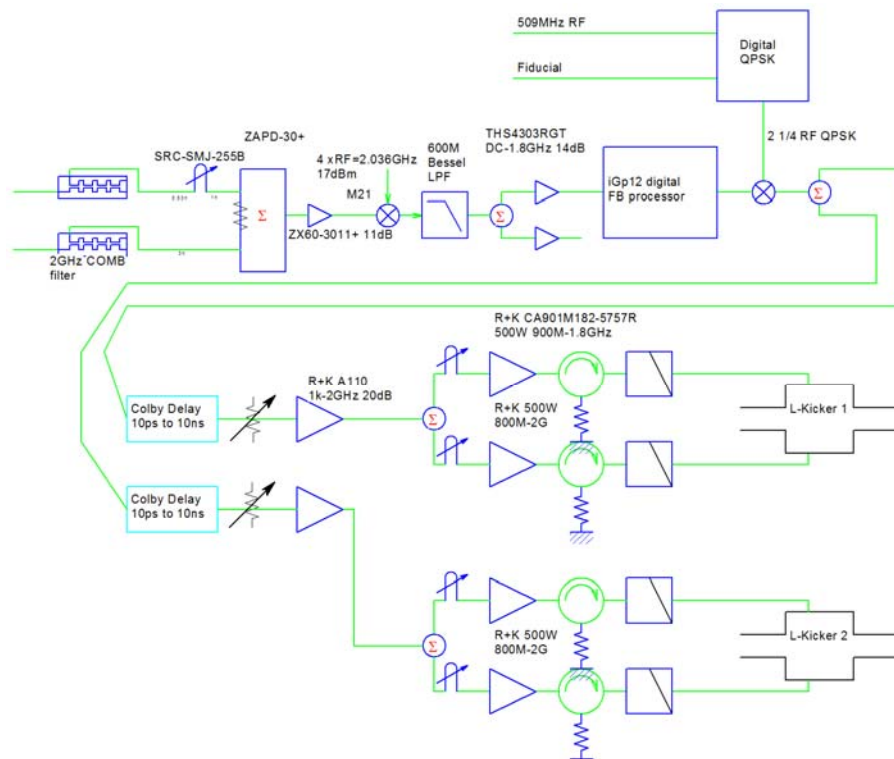 509MHz RF
Digital
QPSK
Fiducial
ZAPD-30+
SRC-SMJ-255B
4 xRF=2.036GHz
17dBm
M21
600M
Bessel
LPF
THS4303RGT
DC-1.8GHz 14dB
2 1/4 RF QPSK
iGp12 digital
FB processor
Σ
Σ
Σ
ZX60-3011+ 11dB
2GHz COMB
filter
R+K CA901M182-5757R
500W 900M-1.8GHz
R+K A110
1k-2GHz 20dB
Colby Delay
10ps to 10ns
R+K 500W
800M-2G
Σ
L-Kicker 1
Colby Delay
10ps to 10ns
R+K 500W
800M-2G
Σ
L-Kicker 2